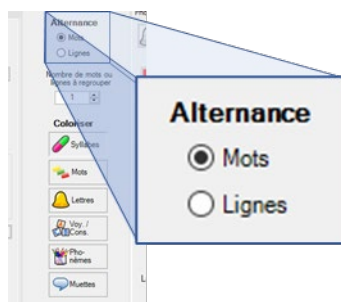 Alternance
Mots
Lignes
Nombre de mots ou
lignes à regrouper
1
Coloriser
Syllabes
Mots
Lettres
Voy. /
Cons.
Pho-
nèmes
Muettes
Alternance
Mots
Lignes